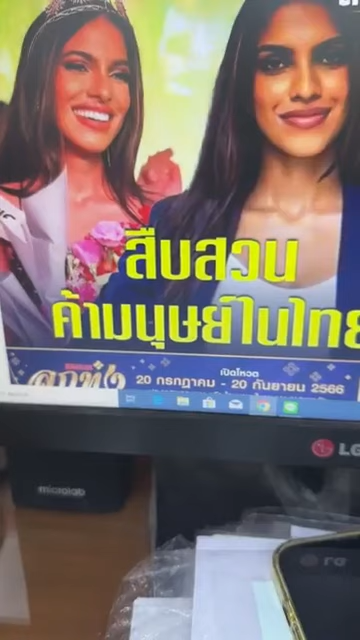 สืบสวน
ค้ามนุษย์ในไทย
เปิดโหวต
20 กรกฎาคม - 20 กันยายน 2566
LG
microlab